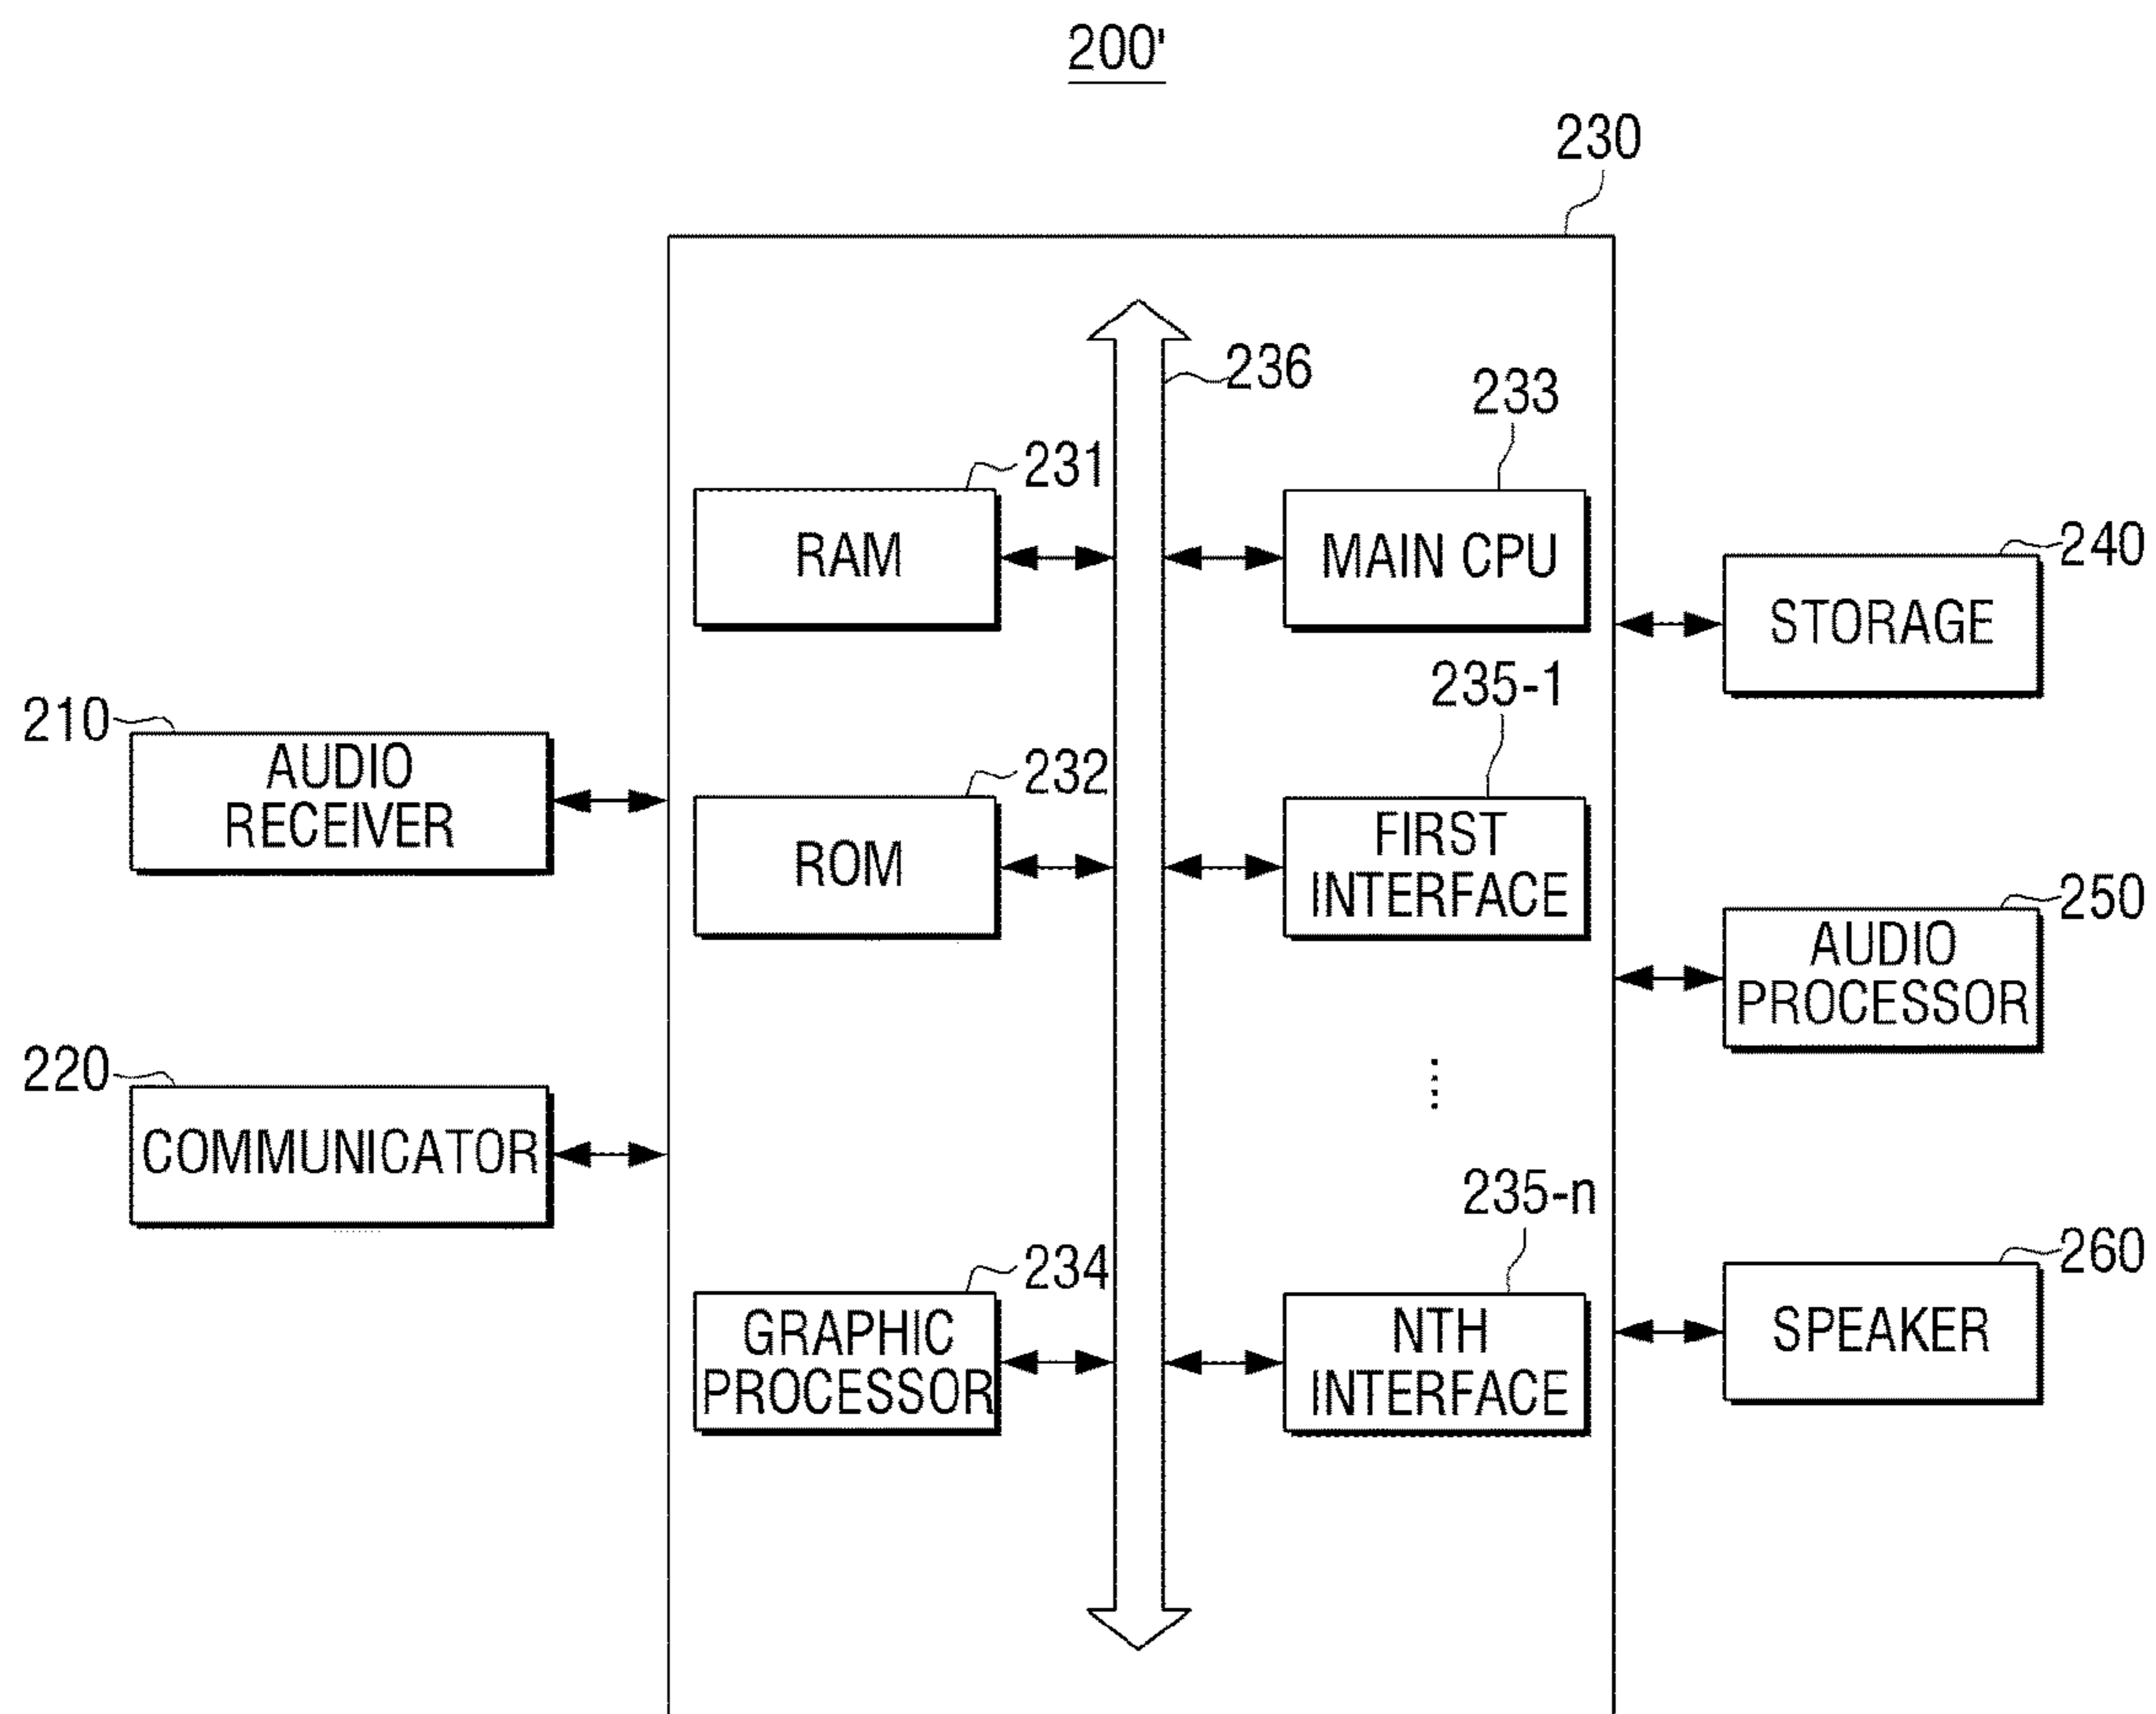 200'
230
236
233
231
RAM
MAIN CPU
240
STORAGE
235-1
210
AUDIO
RECEIVER
232
ROM
FIRST
INTERFACE
250
AUDIO
PROCESSOR
220
COMMUNICATOR
235-n
234
GRAPHIC
PROCESSOR
NTH
INTERFACE
260
SPEAKER